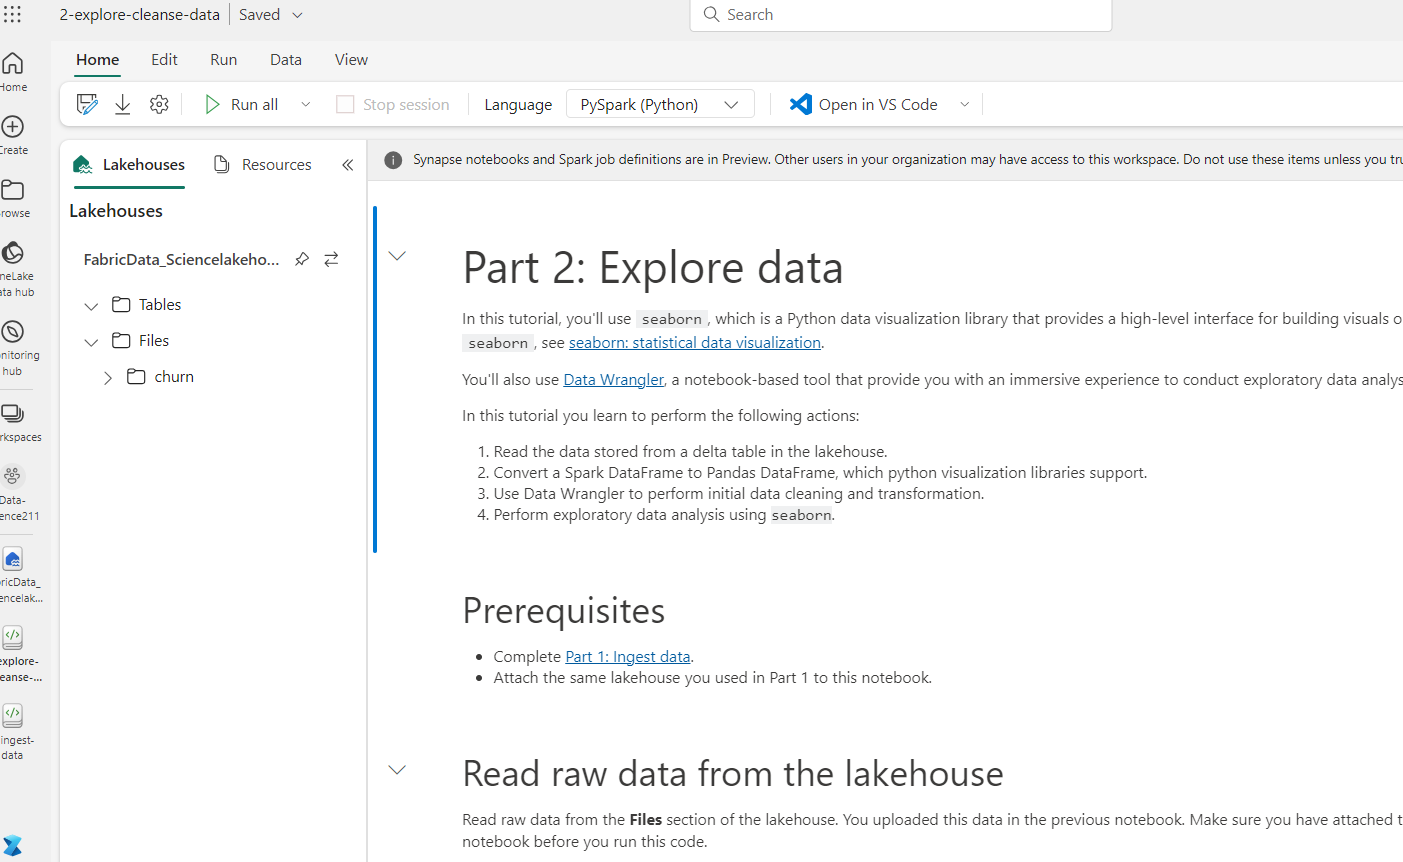 2-explore-cleanse-data Saved
Search
Home Edit Run Data View
Run all Stop session Language PySpark (Python) Open in VS Code
Home
Create
rowse
neLake
ata hub
nitoring
hub
rkspaces
Data-
ence211
ricData_
encelak...
explore-
eanse-...
ingest-
data
Lakehouses Resources
Lakehouses
FabricData_Sciencelakeho...
Tables
Files
churn
Synapse notebooks and Spark job definitions are in Preview. Other users in your organization may have access to this workspace. Do not use these items unless you tru
Part 2: Explore data
In this tutorial, you'll use seaborn, which is a Python data visualization library that provides a high-level interface for building visuals o
seaborn, see seaborn: statistical data visualization.
You'll also use Data Wrangler, a notebook-based tool that provide you with an immersive experience to conduct exploratory data analys
In this tutorial you learn to perform the following actions:
1. Read the data stored from a delta table in the lakehouse.
2. Convert a Spark DataFrame to Pandas DataFrame, which python visualization libraries support.
3. Use Data Wrangler to perform initial data cleaning and transformation.
4. Perform exploratory data analysis using seaborn.
Prerequisites
• Complete Part 1: Ingest data.
• Attach the same lakehouse you used in Part 1 to this notebook.
Read raw data from the lakehouse
Read raw data from the Files section of the lakehouse. You uploaded this data in the previous notebook. Make sure you have attached t
notebook before you run this code.